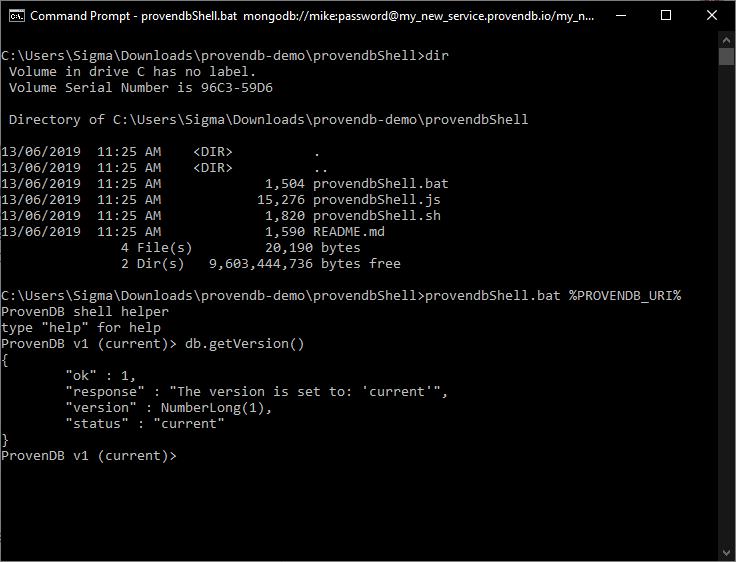 Command Prompt - provendbShell.bat  mongodb://mike:password@my_new_service.provendb.io/my_n...
C:\Users\Sigma\Downloads\provendb-demo\provendbShell>dir
 Volume in drive C has no label.
 Volume Serial Number is 96C3-59D6
 Directory of C:\Users\Sigma\Downloads\provendb-demo\provendbShell
13/06/2019  11:25 AM    <DIR>          .
13/06/2019  11:25 AM    <DIR>          ..
13/06/2019  11:25 AM             1,504 provendbShell.bat
13/06/2019  11:25 AM            15,276 provendbShell.js
13/06/2019  11:25 AM             1,820 provendbShell.sh
13/06/2019  11:25 AM             1,590 README.md
               4 File(s)         20,190 bytes
               2 Dir(s)   9,603,444,736 bytes free
C:\Users\Sigma\Downloads\provendb-demo\provendbShell>provendbShell.bat %PROVENDB_URI%
ProvenDB shell helper
type "help" for help
ProvenDB v1 (current)> db.getVersion()
{
        "ok" : 1,
        "response" : "The version is set to: 'current'",
        "version" : NumberLong(1),
        "status" : "current"
}
ProvenDB v1 (current)>